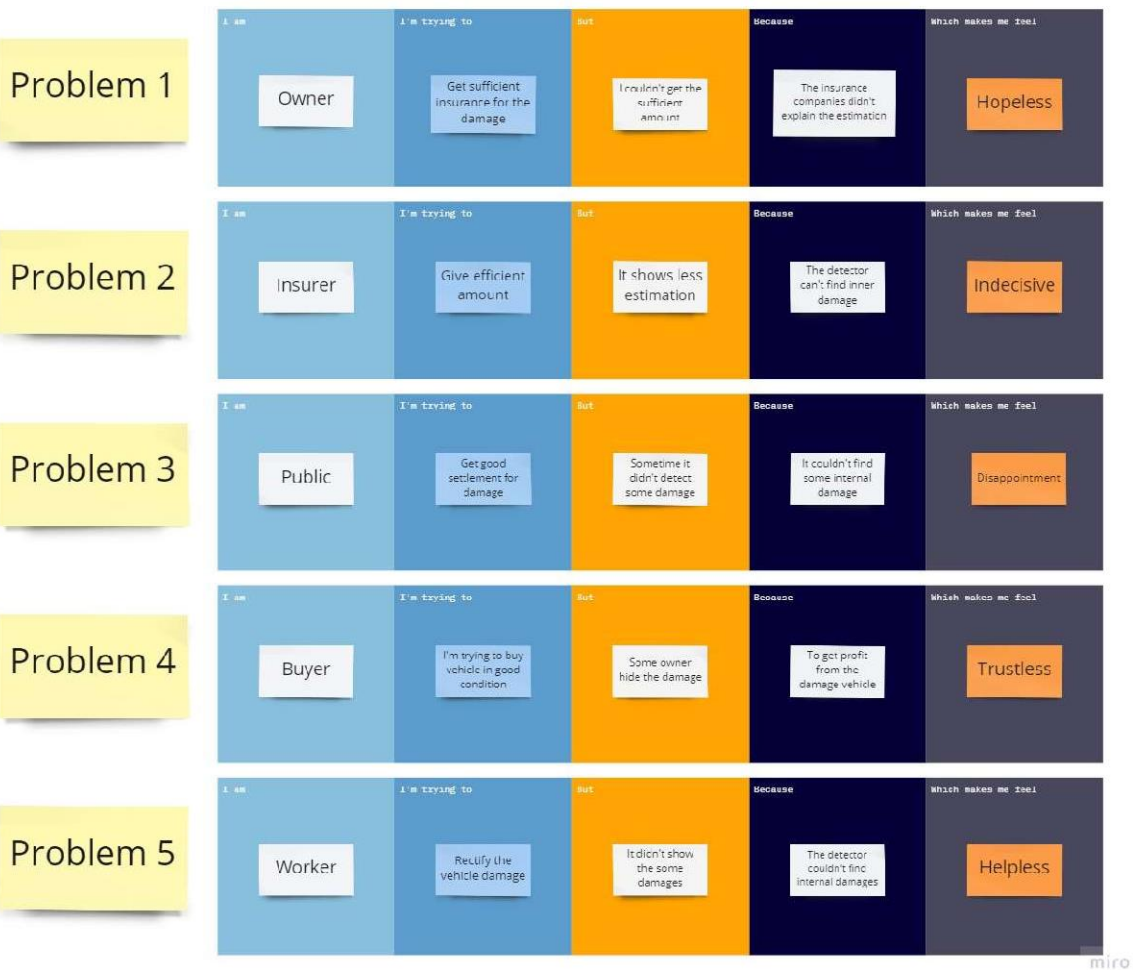 I am
I'm trying to
But
Because
Which makes me feel
Problem 1
Owner
Get sufficient
insurance for the
damage
I couldn't get the
sufficient
amount
The insurance
companies didn't
explain the estimation
Hopeless
I am
I'm trying to
But
Because
Which makes me feel
Problem 2
Insurer
Give efficient
amount
It shows less
estimation
The detector
can't find inner
damage
Indecisive
I am
I'm trying to
But
Because
Which makes me feel
Problem 3
Public
Get good
settlement for
damage
Sometime it
didn't detect
some damage
It couldn't find
some internal
damage
Disappointment
I am
I'm trying to
But
Because
Which makes me feel
Problem 4
Buyer
I'm trying to buy
vehicle in good
condition
Some owner
hide the damage
To get profit
from the
damage vehicle
Trustless
I am
I'm trying to
But
Because
Which makes me feel
Problem 5
Worker
Rectify the
vehicle damage
It didn't show
the some
damages
The detector
couldn't find
internal damages
Helpless
miro